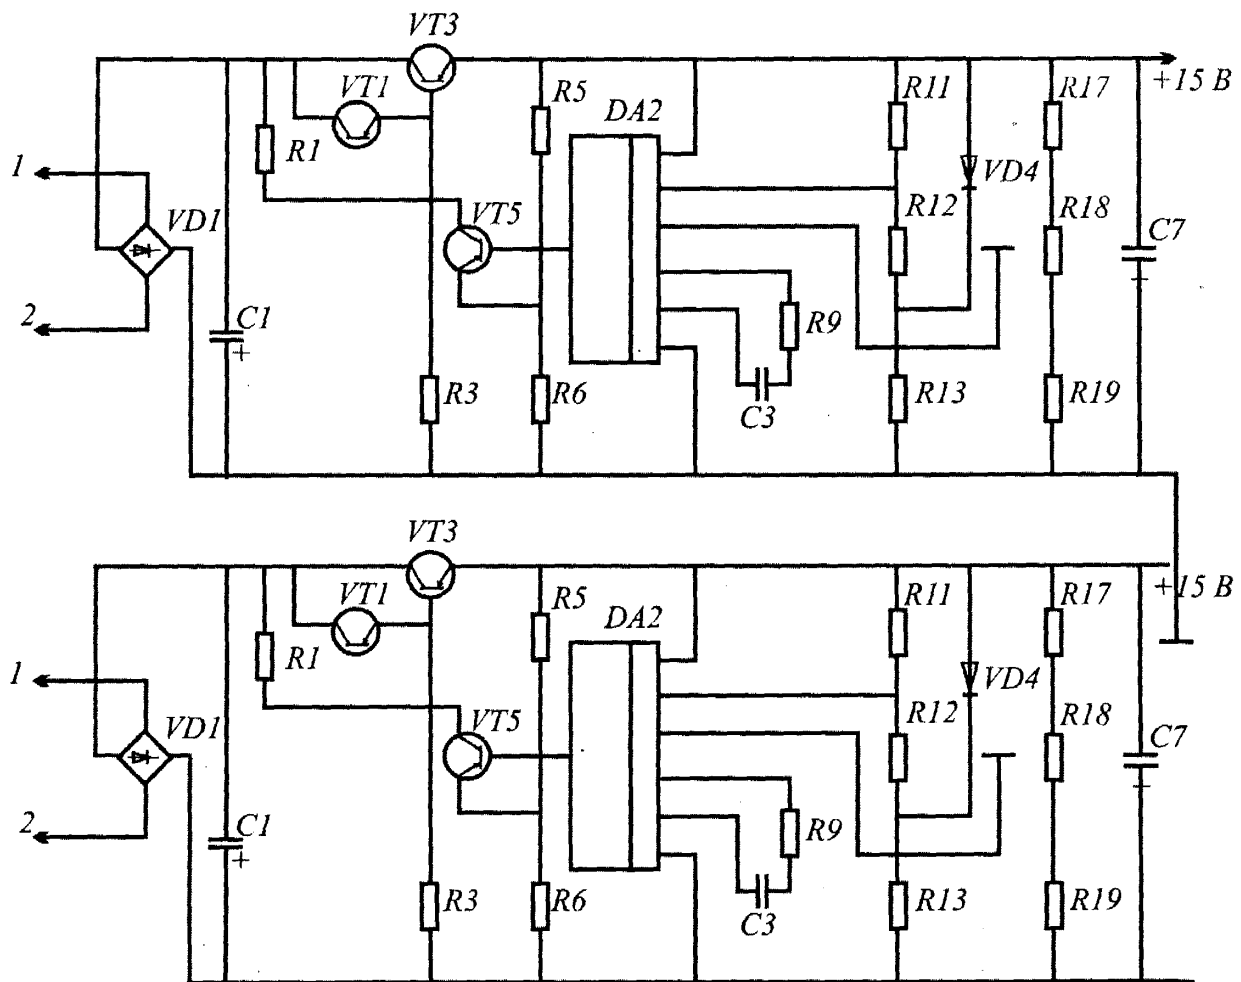 VT3
VT1
R5
DA2
R11
R17
+15 В
R1
1
VD4
VD1
VT5
R12
R18
C7
2
C1
+
R9
R3
R6
C3
R13
R19
VT3
VT1
R5
DA2
R11
R17
+15 В
R1
1
VD4
VD1
VT5
R12
R18
C7
2
C1
+
R9
R3
R6
C3
R13
R19